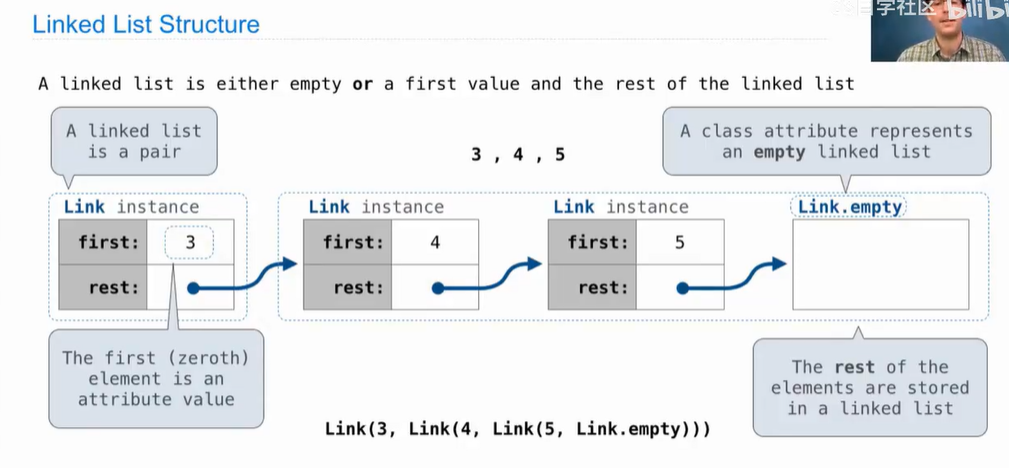 Linked List Structure
自学社区 bilibi
A linked list is either empty or a first value and the rest of the linked list
A linked list
is a pair
3 , 4 , 5
A class attribute represents
an empty linked list
Link instance
Link instance
Link instance
Link.empty
first: 3
first: 4
first: 5
rest:
rest:
rest:
The first (zeroth)
element is an
attribute value
The rest of the
elements are stored
in a linked list
Link(3, Link(4, Link(5, Link.empty)))